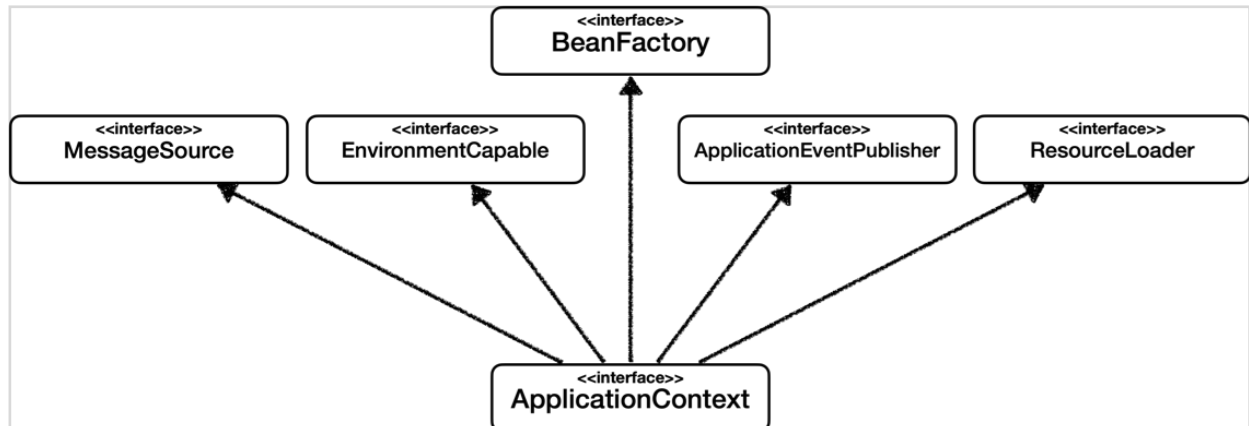 <<interface>>
BeanFactory
<<interface>>
MessageSource
<<interface>>
EnvironmentCapable
<<interface>>
ApplicationEventPublisher
<<interface>>
ResourceLoader
<<interface>>
ApplicationContext